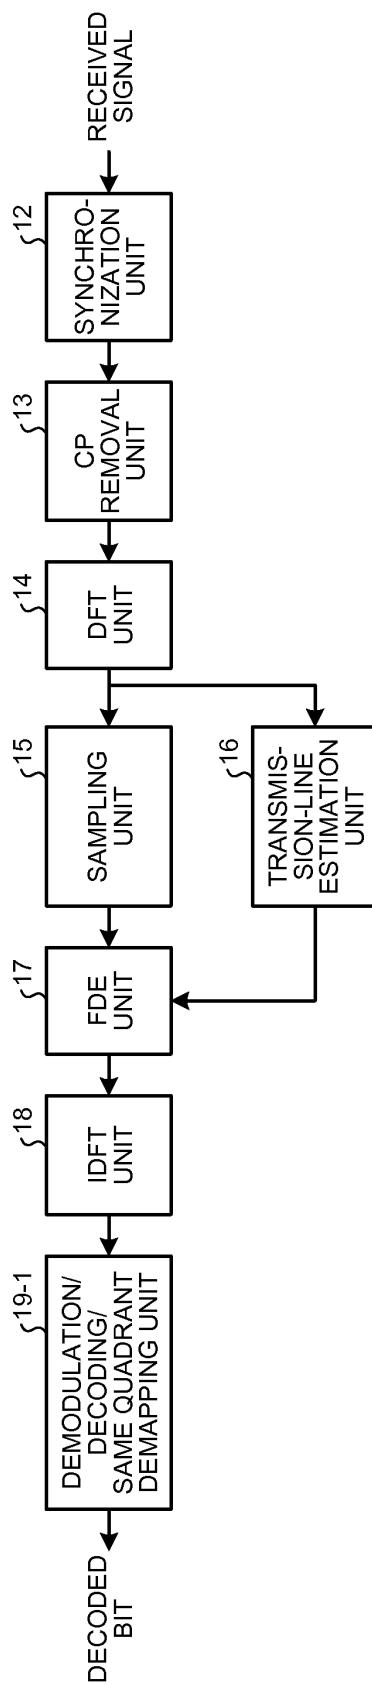 RECEIVED
SIGNAL
12
SYNCHRO-
NIZATION
UNIT
13
CP
REMOVAL
UNIT
14
DFT
UNIT
15
SAMPLING
UNIT
16
TRANSMIS-
SION-LINE
ESTIMATION
UNIT
17
FDE
UNIT
18
IDFT
UNIT
19-1
DEMODULATION/
DECODING/
SAME QUADRANT
DEMAPPING UNIT
DECODED
BIT